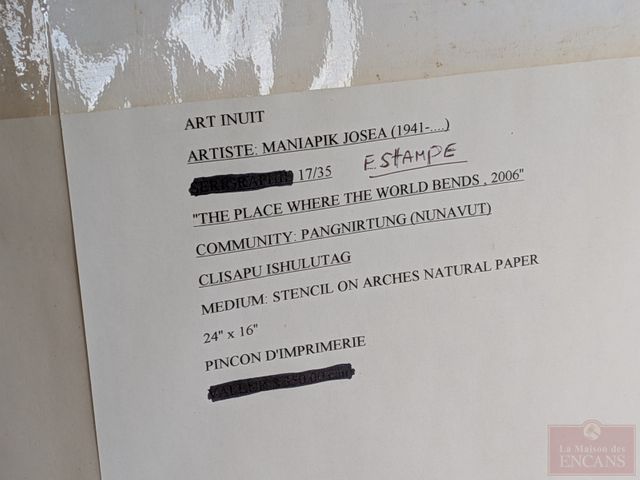 ART INUIT
ARTISTE: MANIAPIK JOSEA (1941-....)
17/35 ESTAMPE
"THE PLACE WHERE THE WORLD BENDS , 2006"
COMMUNITY: PANGNIRTUNG (NUNAVUT)
CLISAPU ISHULUTAG
MEDIUM: STENCIL ON ARCHES NATURAL PAPER
24" x 16"
PINCON D'IMPRIMERIE
La Maison des
ENCANS